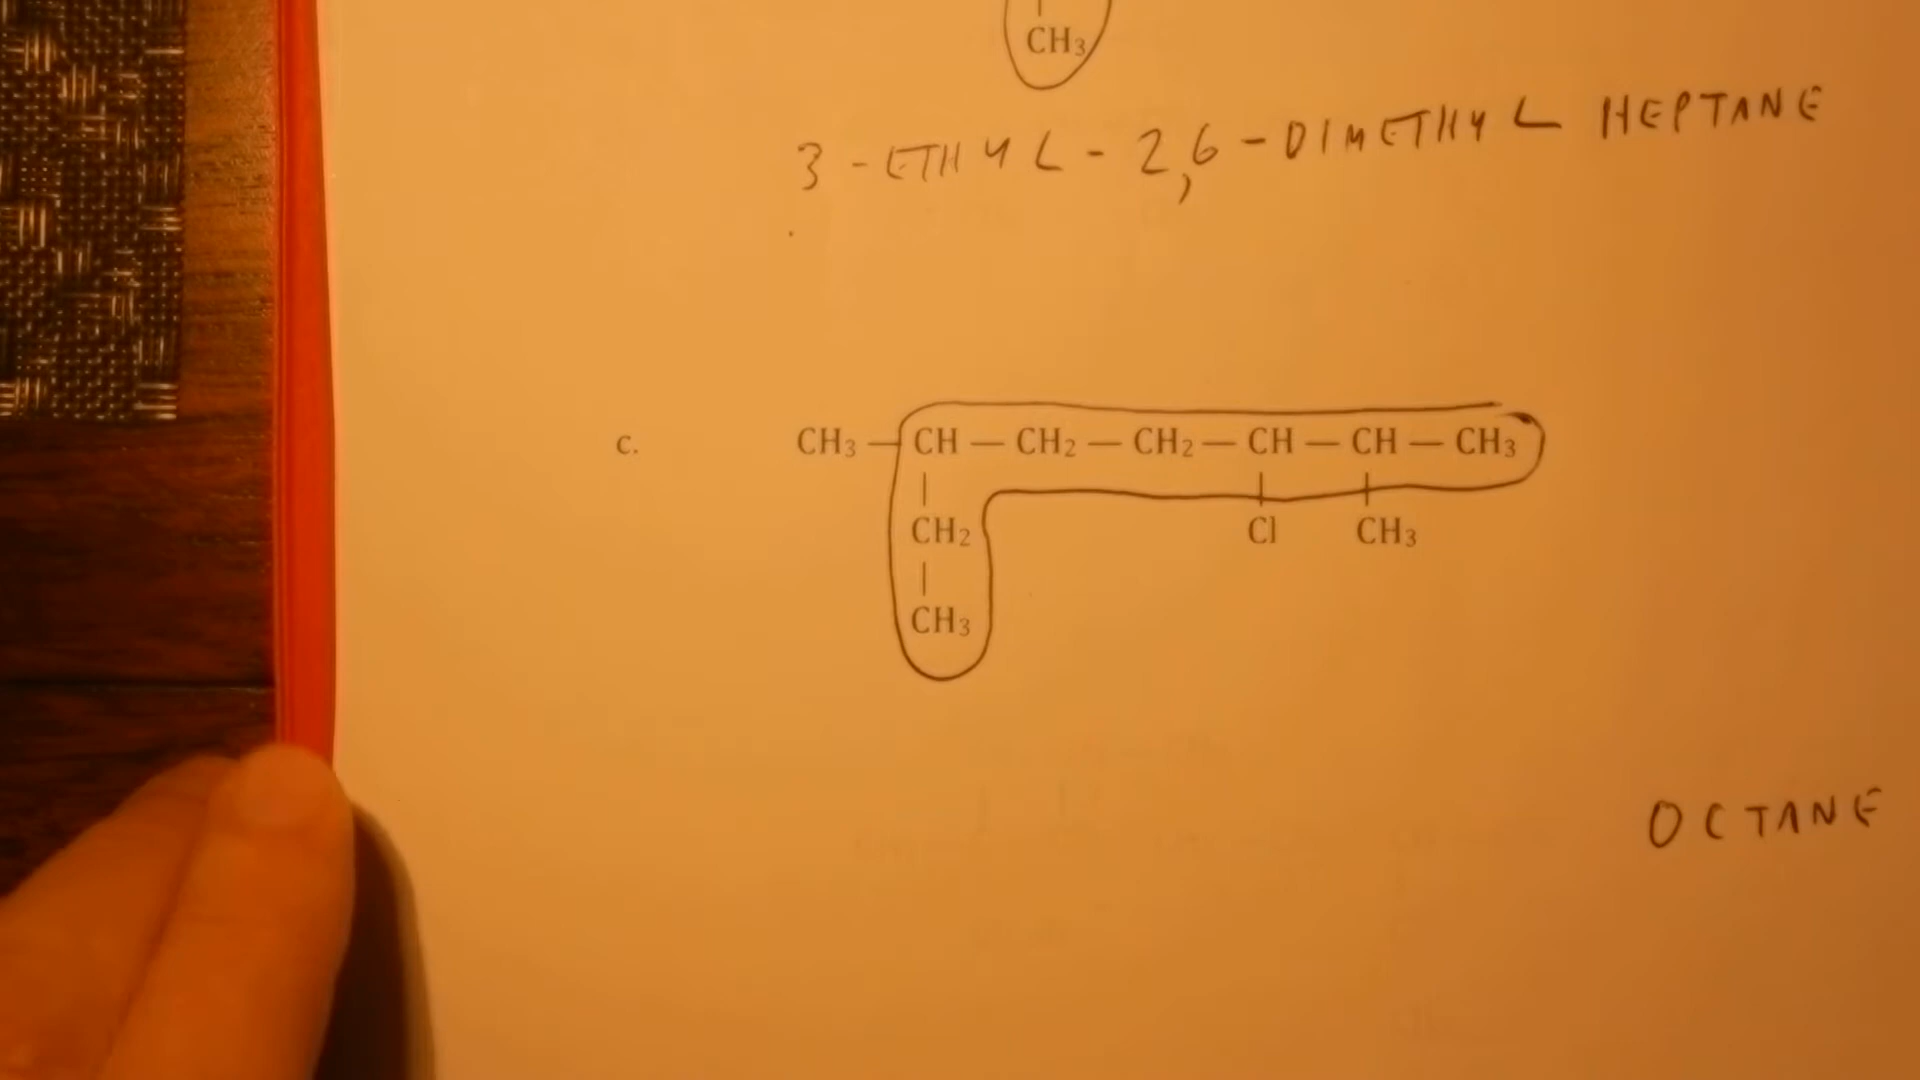 CH3
3-ETHYL-2,6-DIMETHYL HEPTANE
c. CH3 — CH — CH2 — CH2 — CH — CH — CH3
| | |
CH2 Cl CH3
|
CH3
OCTANE